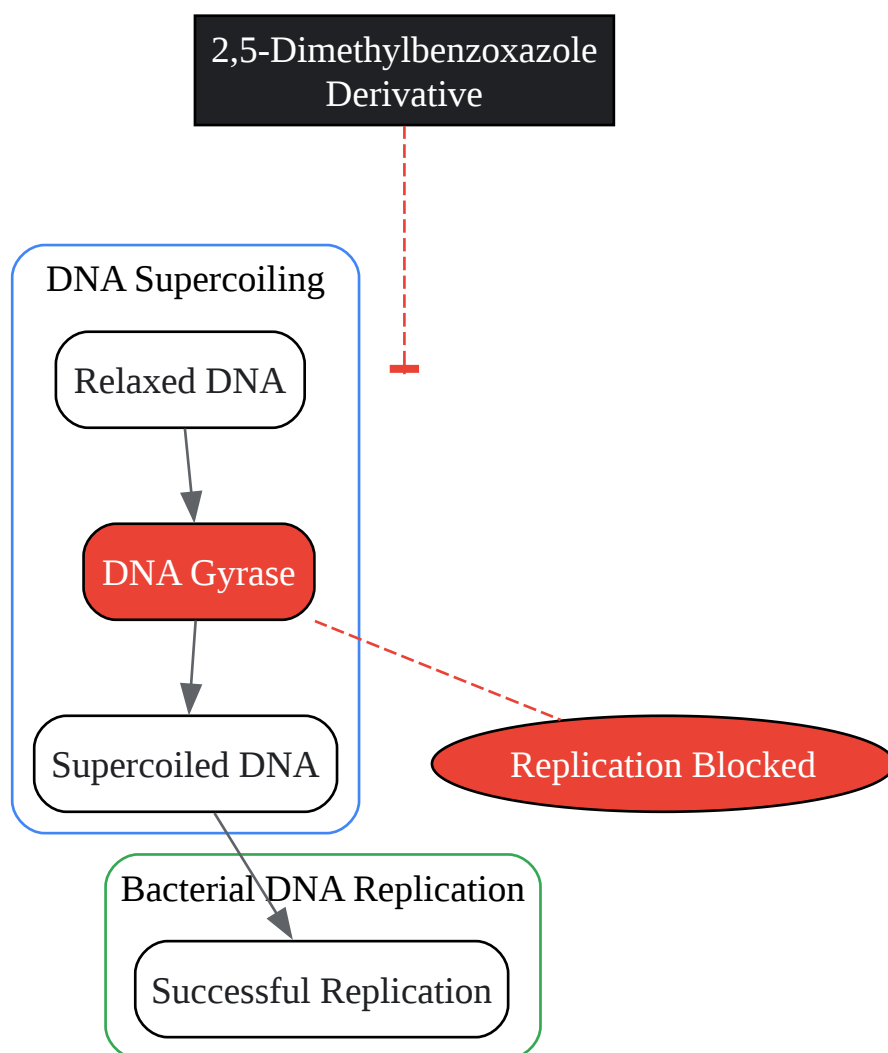 2,5-Dimethylbenzoxazole
Derivative
DNA Supercoiling
Relaxed DNA
DNA Gyrase
Supercoiled DNA
Replication Blocked
Bacterial DNA Replication
Successful Replication